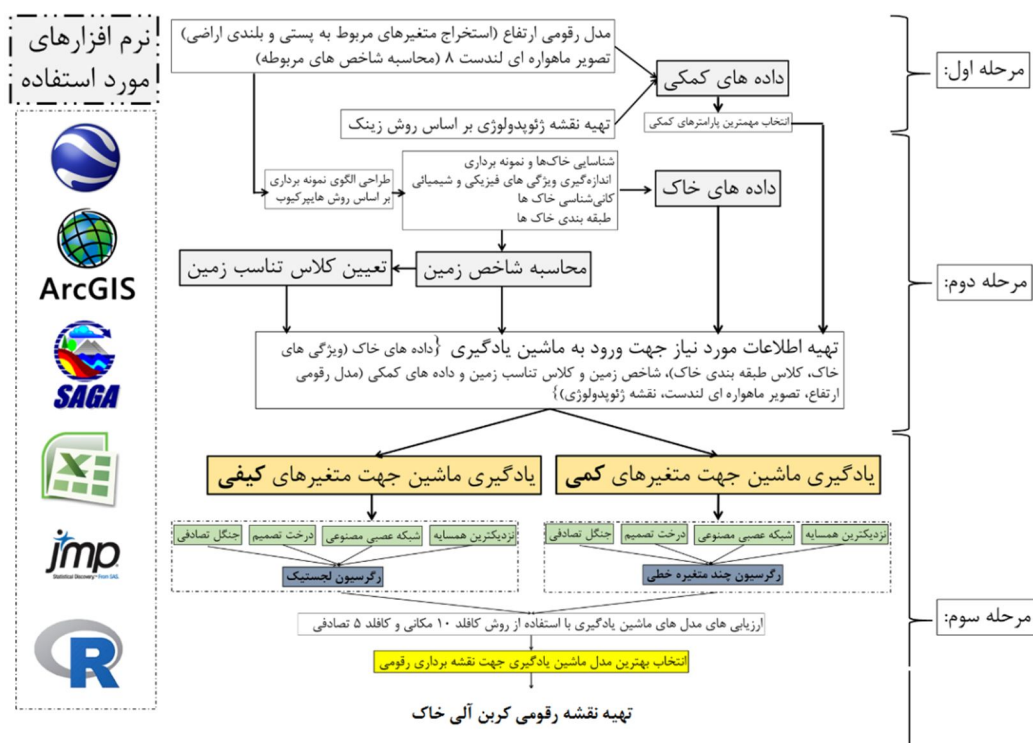 نرم افزارهای
مورد استفاده
ArcGIS
SAGA
jmp
Statistical Discovery™ From SAS.
R
مرحله اول:
مدل رقومی ارتفاع (استخراج متغیرهای مربوط به پستی و بلندی اراضی)
تصویر ماهواره ای لندست ۸ (محاسبه شاخص های مربوطه)
داده های کمکی
انتخاب مهمترین پارامترهای کمکی
تهیه نقشه ژئوپدولوژی بر اساس روش زینک
مرحله دوم:
شناسایی خاک‌ها و نمونه برداری
اندازه‌گیری ویژگی های فیزیکی و شیمیائی
کانی‌شناسی خاک ها
طبقه بندی خاک ها
طراحی الگوی نمونه برداری
بر اساس روش هایپرکیوب
داده های خاک
محاسبه شاخص زمین
تعیین کلاس تناسب زمین
تهیه اطلاعات مورد نیاز جهت ورود به ماشین یادگیری {داده های خاک (ویژگی های
خاک، کلاس طبقه بندی خاک)، شاخص زمین و کلاس تناسب زمین و داده های کمکی (مدل رقومی
ارتفاع، تصویر ماهواره ای لندست، نقشه ژئوپدولوژی)}
مرحله سوم:
یادگیری ماشین جهت متغیرهای کمی
یادگیری ماشین جهت متغیرهای کیفی
نزدیکترین همسایه
شبکه عصبی مصنوعی
درخت تصمیم
جنگل تصادفی
رگرسیون چند متغیره خطی
نزدیکترین همسایه
شبکه عصبی مصنوعی
درخت تصمیم
جنگل تصادفی
رگرسیون لجستیک
ارزیابی های مدل های ماشین یادگیری با استفاده از روش کافلد ۱۰ مکانی و کافلد ۵ تصادفی
انتخاب بهترین مدل ماشین یادگیری جهت نقشه برداری رقومی
تهیه نقشه رقومی کربن آلی خاک